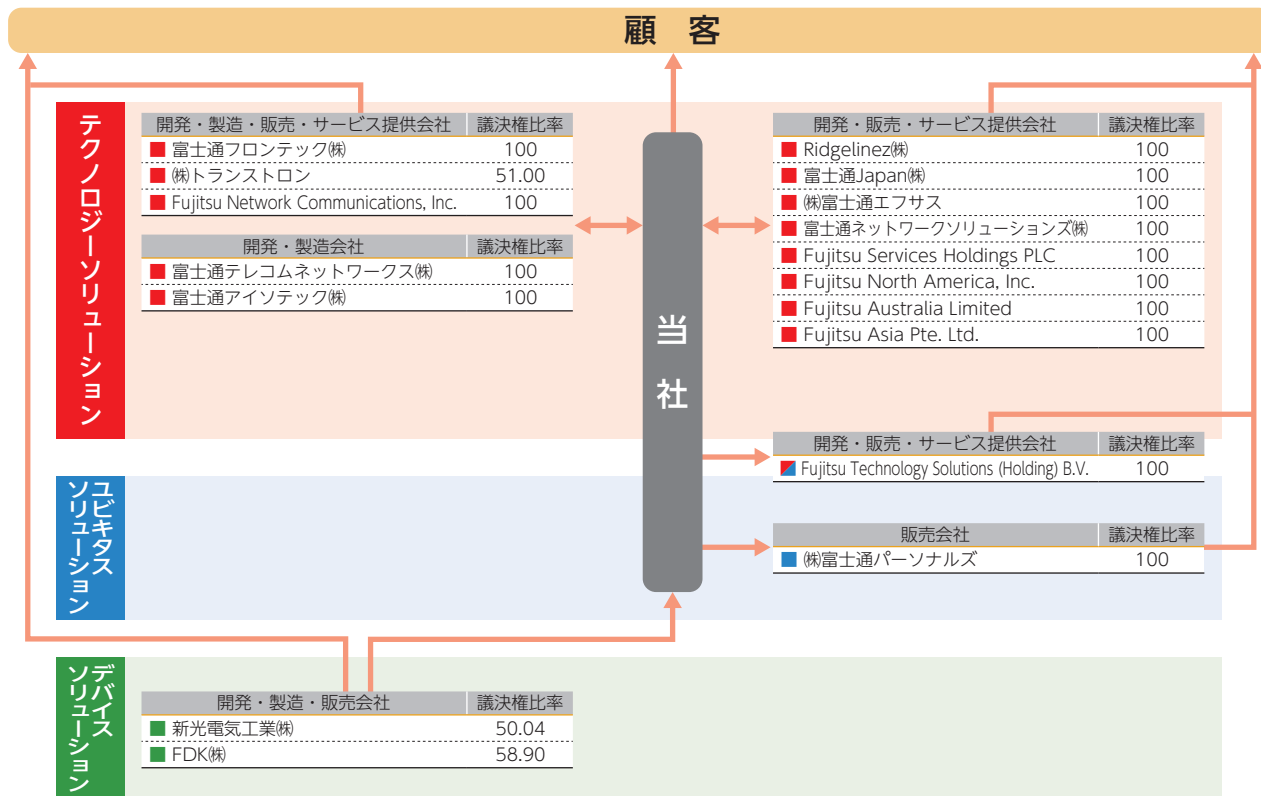 顧 客
テクノロジーソリューション
開発・製造・販売・サービス提供会社 議決権比率
富士通フロンテック㈱ 100
㈱トランストロン 51.00
Fujitsu Network Communications, Inc. 100
開発・製造会社 議決権比率
富士通テレコムネットワークス㈱ 100
富士通アイソテック㈱ 100
当 社
開発・販売・サービス提供会社 議決権比率
Ridgelinez㈱ 100
富士通Japan㈱ 100
㈱富士通エフサス 100
富士通ネットワークソリューションズ㈱ 100
Fujitsu Services Holdings PLC 100
Fujitsu North America, Inc. 100
Fujitsu Australia Limited 100
Fujitsu Asia Pte. Ltd. 100
開発・販売・サービス提供会社 議決権比率
Fujitsu Technology Solutions (Holding) B.V. 100
ユビキタス
ソリューション
販売会社 議決権比率
㈱富士通パーソナルズ 100
デバイス
ソリューション
開発・製造・販売会社 議決権比率
新光電気工業㈱ 50.04
FDK㈱ 58.90